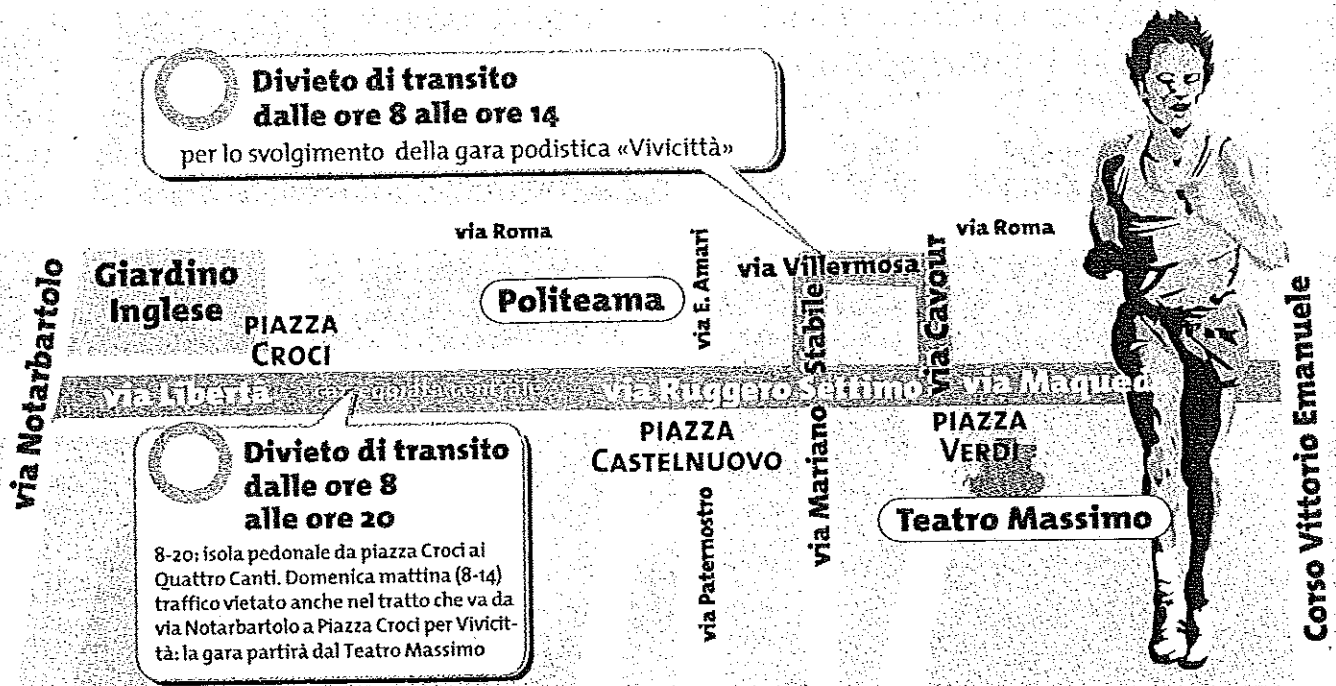 Divieto di transito
dalle ore 8 alle ore 14
per lo svolgimento della gara podistica «Vivicittà»
via Roma
via Roma
via Notarbartolo
Giardino
Inglese
PIAZZA
CROCI
Politeama
via E. Amari
via Villermosa
via Mariano Stabile
via Cavour
via Libertà
via Ruggero Settimo
via Maqueda
Corso Vittorio Emanuele
Divieto di transito
dalle ore 8
alle ore 20
8-20: isola pedonale da piazza Croci ai
Quattro Canti. Domenica mattina (8-14)
traffico vietato anche nel tratto che va da
via Notarbartolo a Piazza Croci per Vivicit-
tà: la gara partirà dal Teatro Massimo
PIAZZA
CASTELNUOVO
via Paternostro
PIAZZA
VERDI
Teatro Massimo